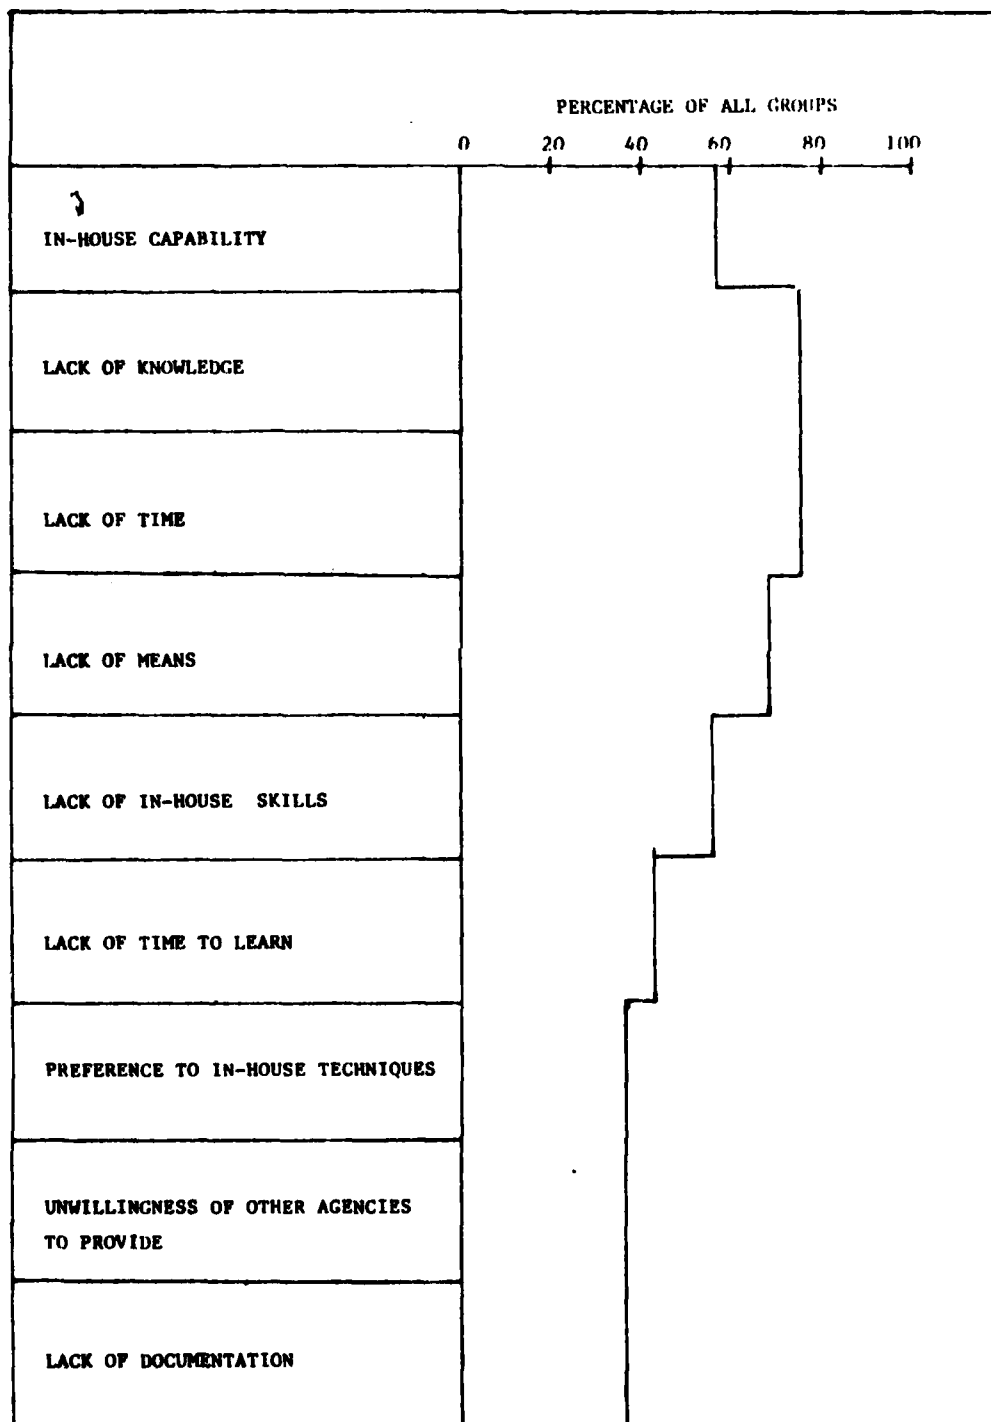 PERCENTAGE OF ALL GROUPS
0 20 40 60 80 100
IN-HOUSE CAPABILITY
LACK OF KNOWLEDGE
LACK OF TIME
LACK OF MEANS
LACK OF IN-HOUSE SKILLS
LACK OF TIME TO LEARN
PREFERENCE TO IN-HOUSE TECHNIQUES
UNWILLINGNESS OF OTHER AGENCIES
TO PROVIDE
LACK OF DOCUMENTATION